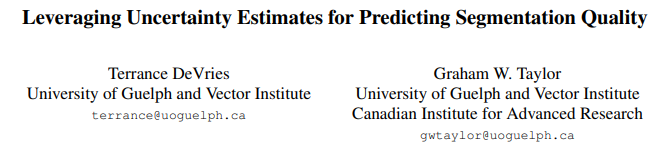 Leveraging Uncertainty Estimates for Predicting Segmentation Quality
Terrance DeVries
University of Guelph and Vector Institute
terrance@uoguelph.ca
Graham W. Taylor
University of Guelph and Vector Institute
Canadian Institute for Advanced Research
gwtaylor@uoguelph.ca